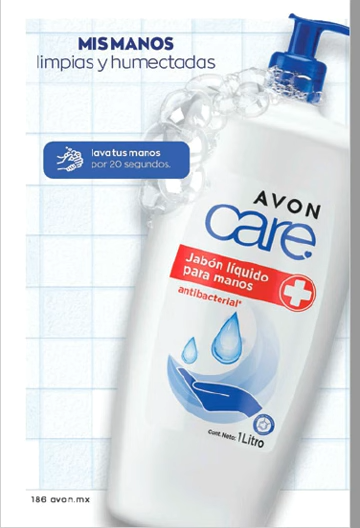 MIS MANOS
limpias y humectadas
lava tus manos
por 20 segundos.
AVON
care.
Jabón líquido
para manos
antibacterial*
Cont. Neto: 1 Litro
186 avon.mx